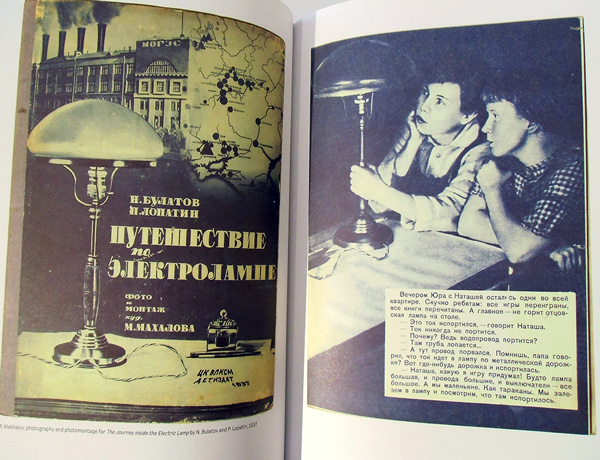 МОГЭС
Н. БУЛАТОВ
П. ЛОПАТИН
ПУТЕШЕСТВИЕ
по
ЭЛЕКТРОЛАМПЕ
ФОТО
и
МОНТАЖ
худ.
М. МАХАЛОВА
ЦК ВЛКСМ
ДЕТИЗДАТ
1937
M. Makhalov, photography and photomontage for The Journey inside the Electric Lamp by N. Bulatov and P. Lopatin, 1937
Вечером Юра с Наташей остались одни во всей
квартире. Скучно ребятам: все игры переиграны,
все книги перечитаны. А главное — не горит отцов-
ская лампа на столе.
— Это ток испортился, — говорит Наташа.
— Ток никогда не портится.
— Почему? Ведь водопровод портится?
— Там труба лопается...
— А тут провод порвался. Помнишь, папа гово-
рил, что ток идет в лампу по металлической дорож-
ке? Вот где-нибудь дорожка и испортилась.
— Наташа, какую я игру придумал! Будто лампа
большая, и провода большие, и выключатели — все
большое. А мы маленькие. Как тараканы. Мы зале-
зем в лампу и посмотрим, что там испортилось.